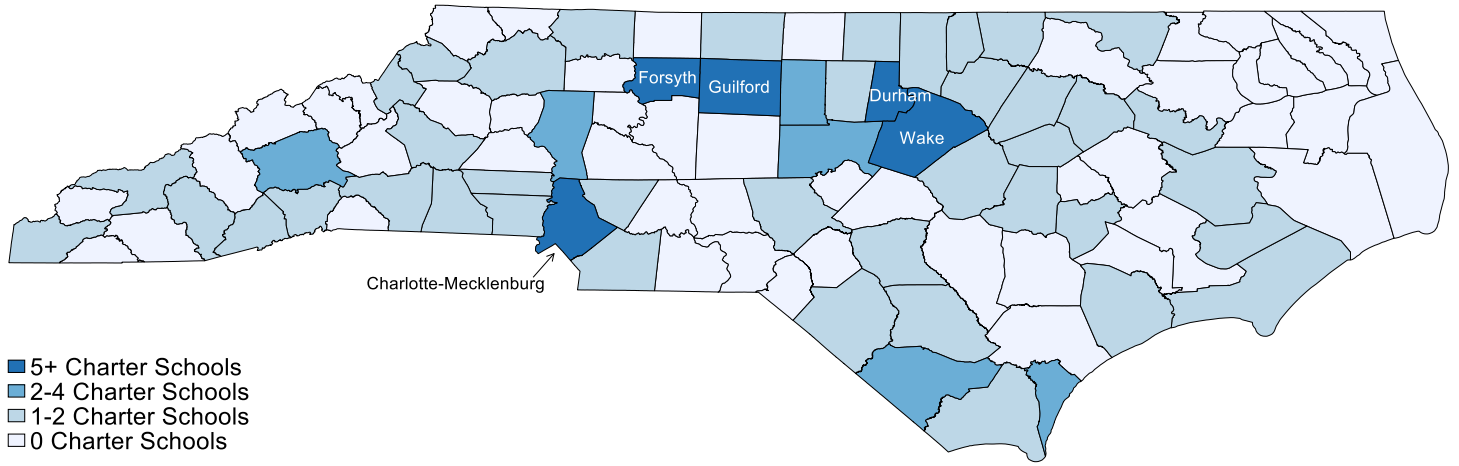 Forsyth
Guilford
Durham
Wake
Charlotte-Mecklenburg
5+ Charter Schools
2-4 Charter Schools
1-2 Charter Schools
0 Charter Schools